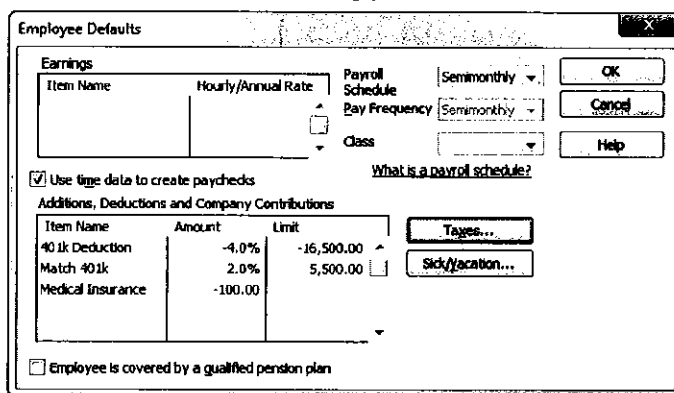 Employee Defaults
X
Earnings
Item Name Hourly/Annual Rate
Payroll Schedule Semimonthly
Pay Frequency Semimonthly
Class
What is a payroll schedule?
OK
Cancel
Help
Use time data to create paychecks
Additions, Deductions and Company Contributions
Item Name Amount Limit
401k Deduction -4.0% -16,500.00
Match 401k 2.0% 5,500.00
Medical Insurance -100.00
Taxes...
Sick/Vacation...
Employee is covered by a qualified pension plan